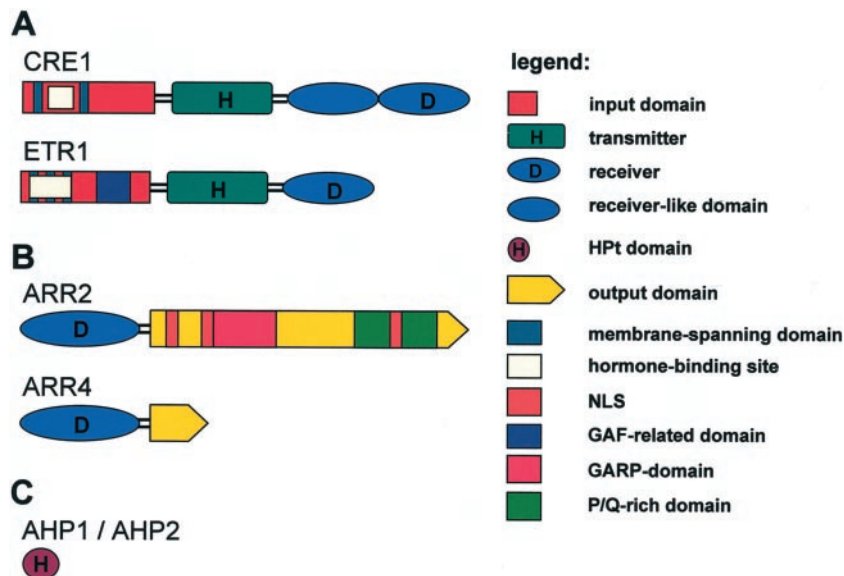 A
CRE1
H
D
ETR1
H
D
B
ARR2
D
ARR4
D
C
AHP1 / AHP2
H
legend:
input domain
H transmitter
D receiver
receiver-like domain
H HPt domain
output domain
membrane-spanning domain
hormone-binding site
NLS
GAF-related domain
GARP-domain
P/Q-rich domain